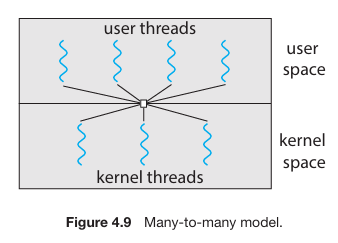 user threads
user
space
kernel
space
kernel threads
Figure 4.9 Many-to-many model.